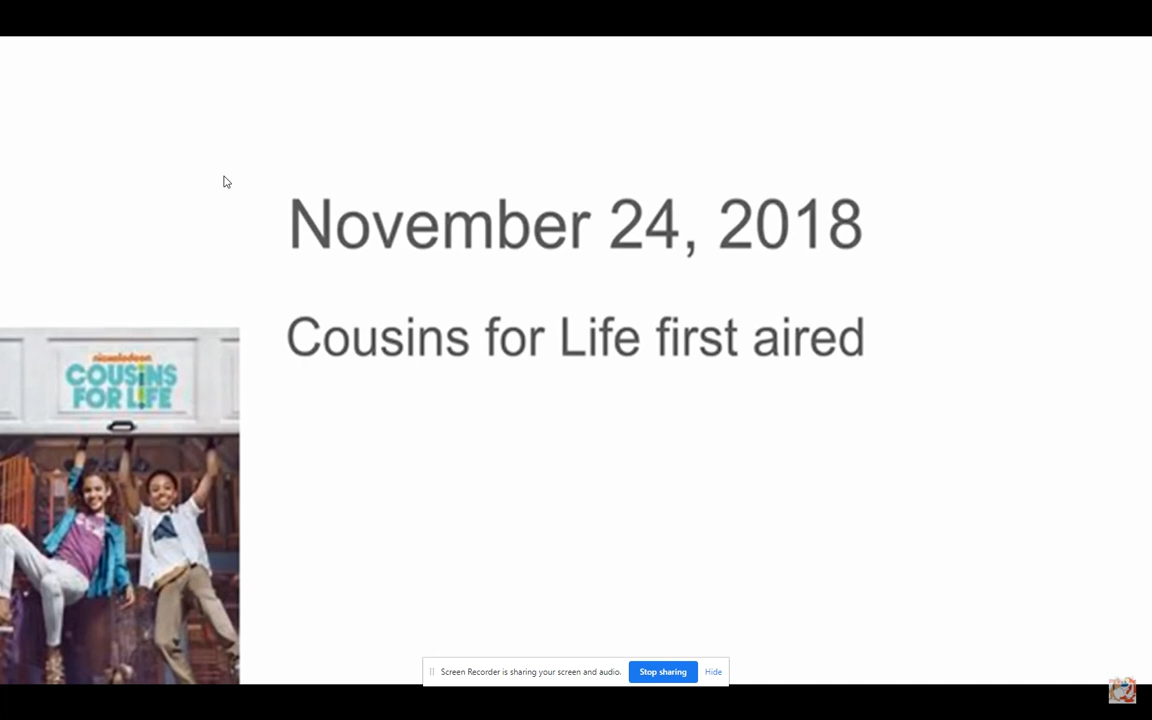 November 24, 2018
Cousins for Life first aired
nickelodeon
COUSINS
FOR LIFE
Screen Recorder is sharing your screen and audio.
Stop sharing
Hide